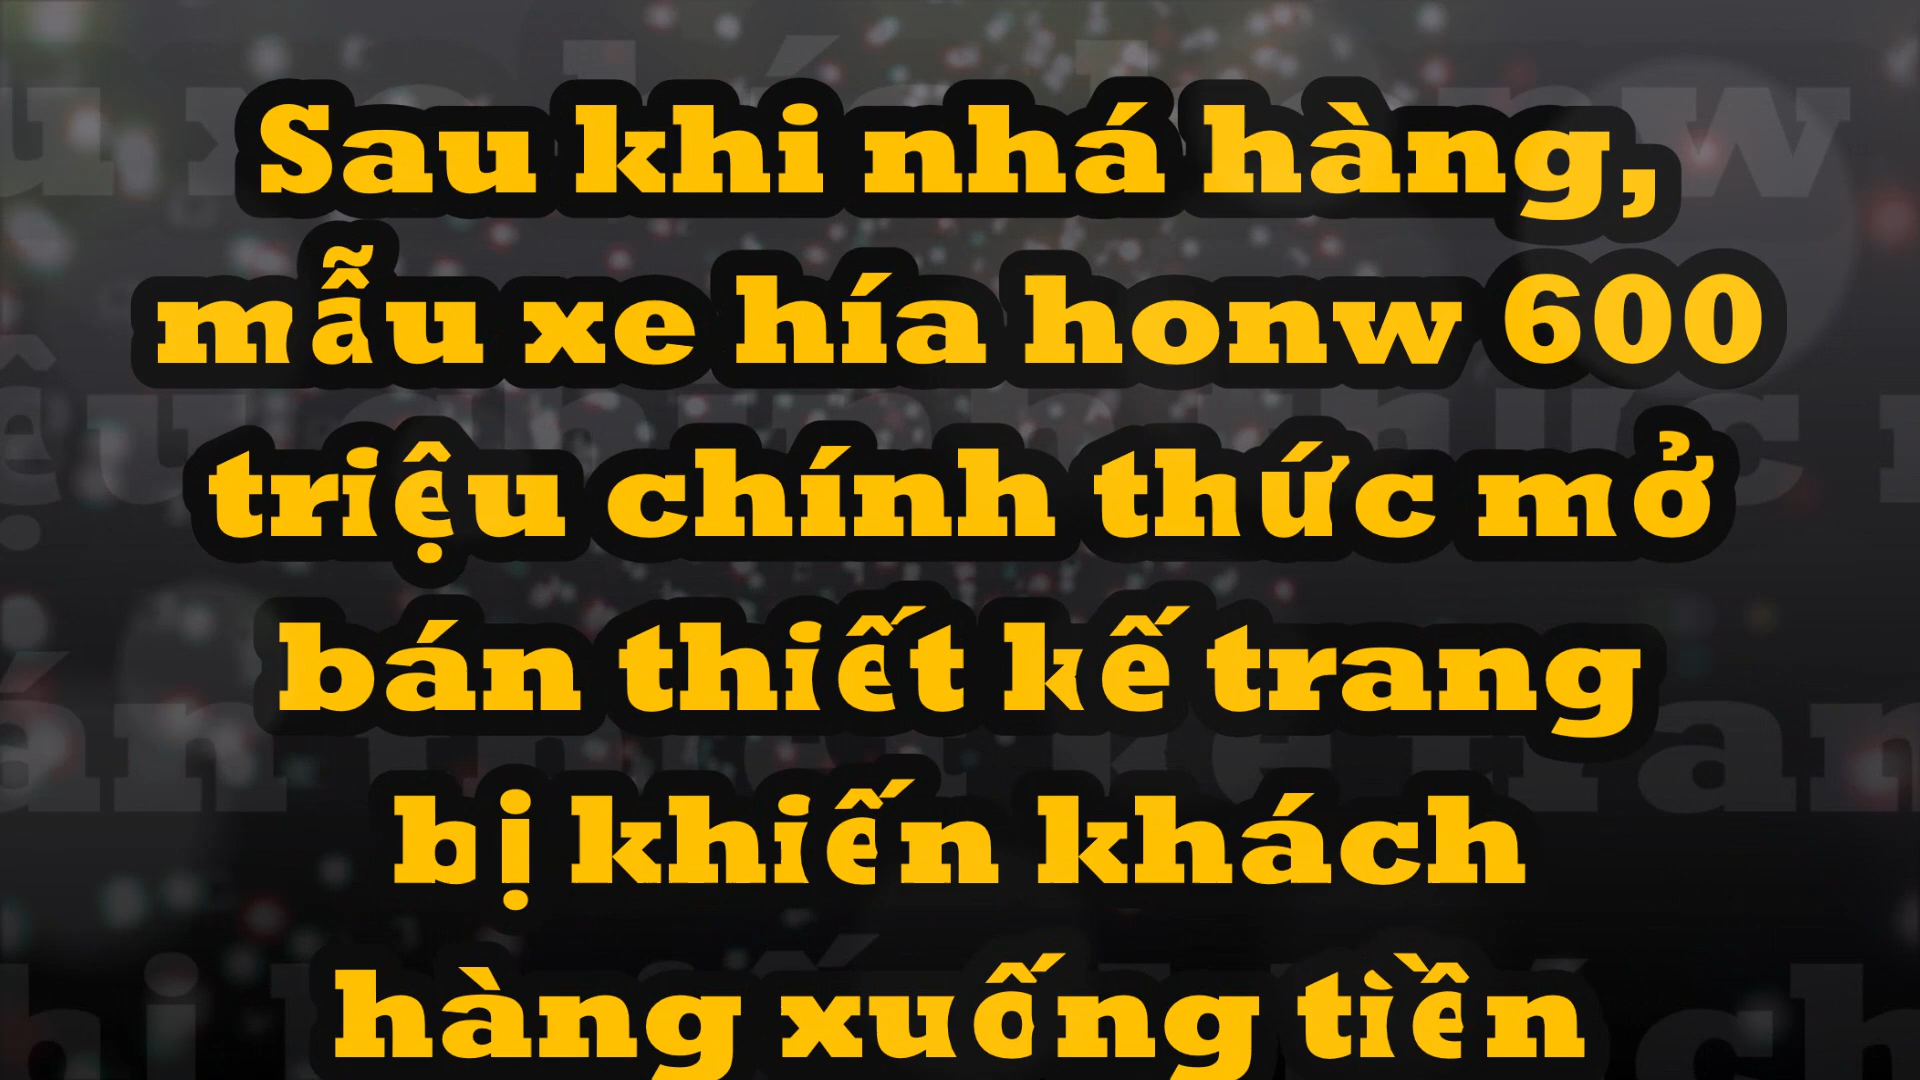 Sau khi nhá hàng,
mẫu xe hía honw 600
triệu chính thức mở
bán thiết kế trang
bị khiến khách
hàng xuống tiền